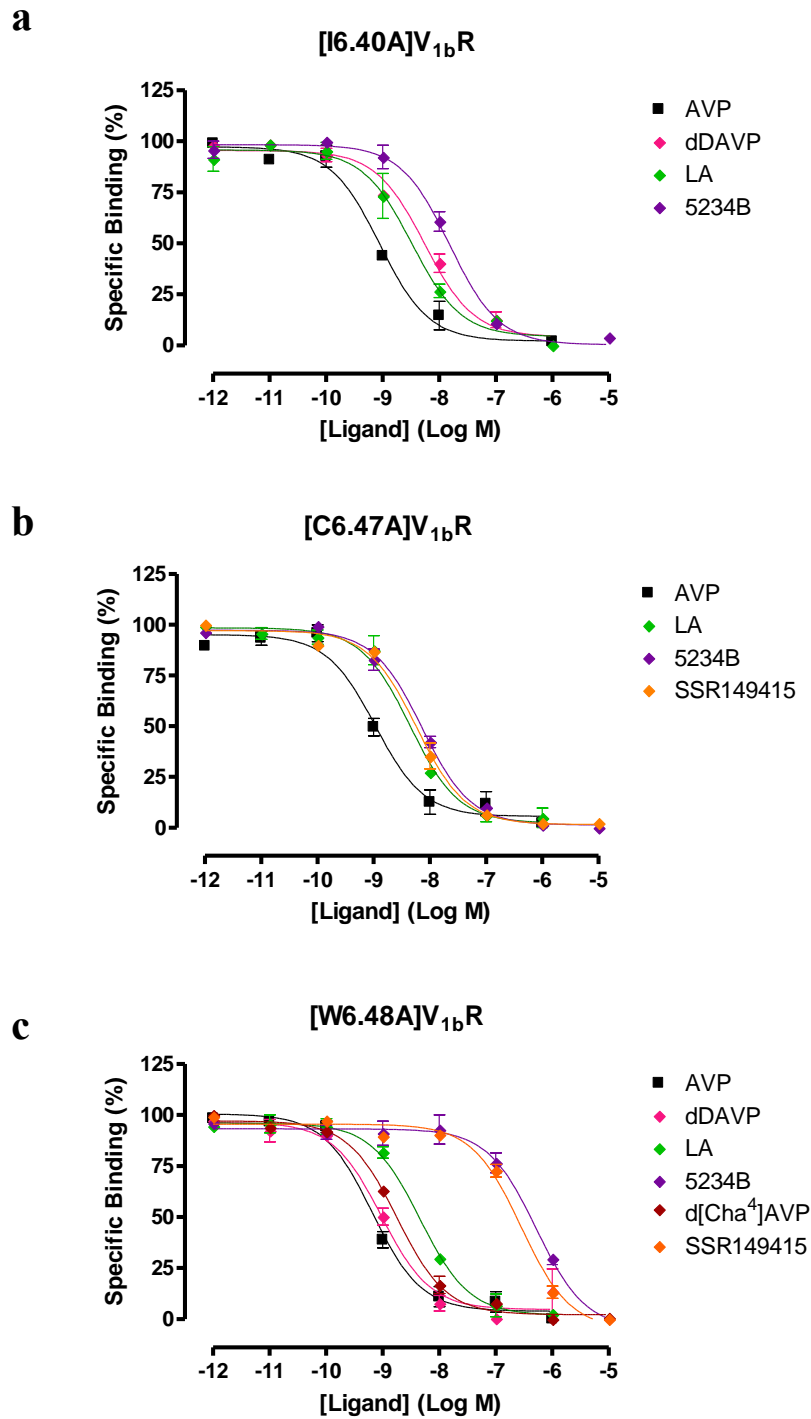 a
[I6.40A]V1bR
Specific Binding (%)
125
100
75
50
25
0
-12 -11 -10 -9 -8 -7 -6 -5
[Ligand] (Log M)
AVP
dDAVP
LA
5234B
b
[C6.47A]V1bR
Specific Binding (%)
125
100
75
50
25
0
-12 -11 -10 -9 -8 -7 -6 -5
[Ligand] (Log M)
AVP
LA
5234B
SSR149415
c
[W6.48A]V1bR
Specific Binding (%)
125
100
75
50
25
0
-12 -11 -10 -9 -8 -7 -6 -5
[Ligand] (Log M)
AVP
dDAVP
LA
5234B
d[Cha⁴]AVP
SSR149415